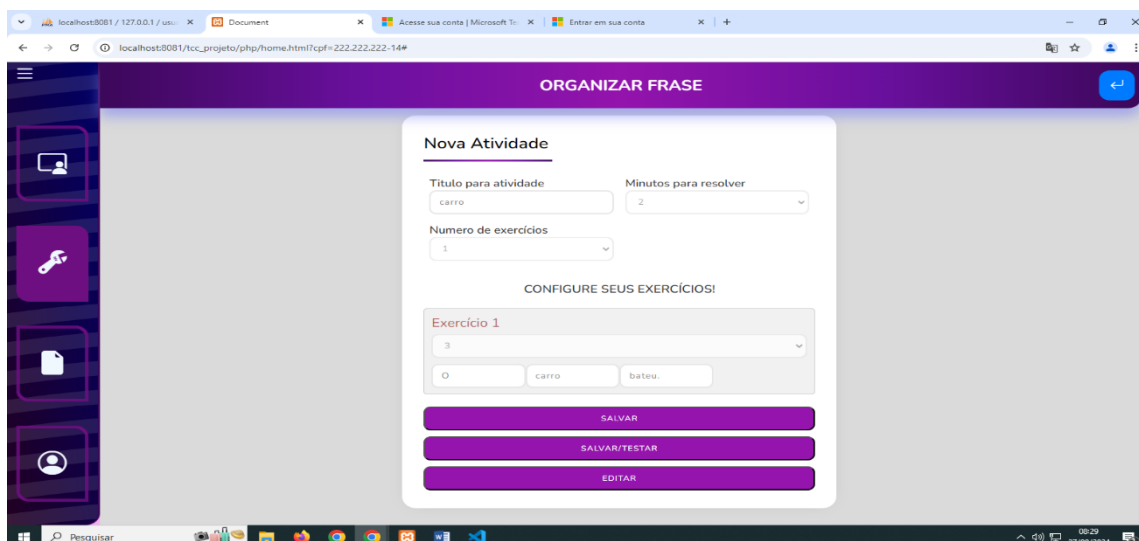 localhost:8081 / 127.0.0.1 / usu
Document
Acesse sua conta | Microsoft Te
Entrar em sua conta
localhost:8081/tcc_projeto/php/home.html?cpf=222.222.222-14#
ORGANIZAR FRASE
Nova Atividade
Titulo para atividade
Minutos para resolver
carro
2
Numero de exercícios
1
CONFIGURE SEUS EXERCÍCIOS!
Exercício 1
3
O
carro
bateu.
SALVAR
SALVAR/TESTAR
EDITAR
Pesquisar
08:29